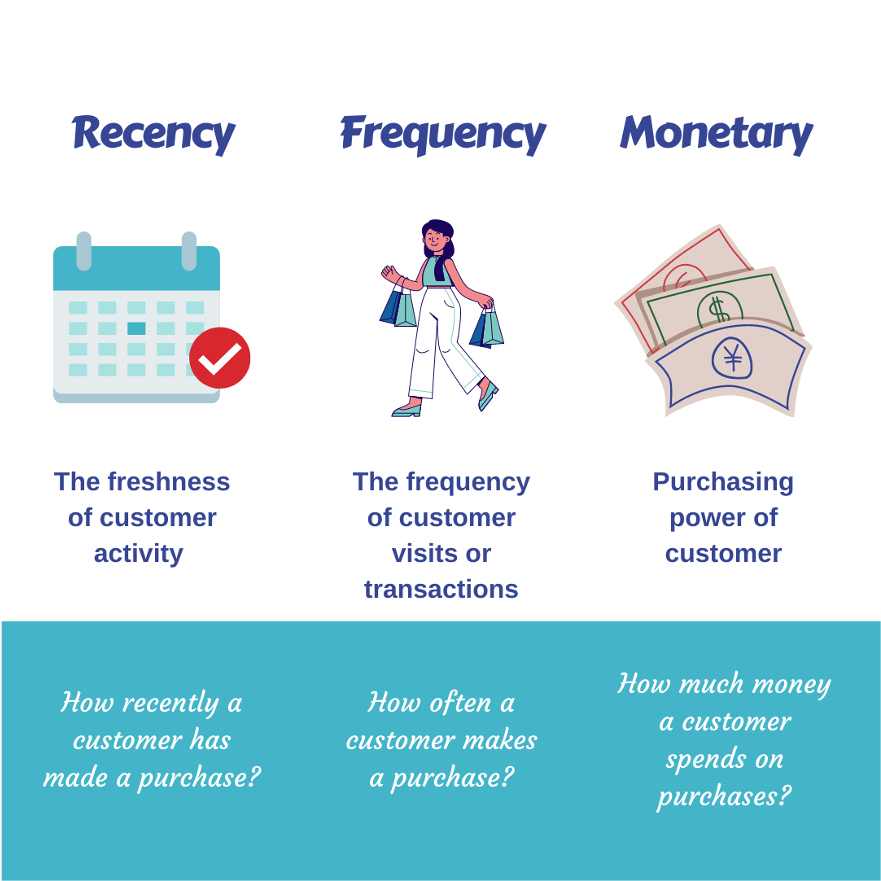 Recency
Frequency
Monetary
€
$
¥
The freshness
of customer
activity
The frequency
of customer
visits or
transactions
Purchasing
power of
customer
How recently a
customer has
made a purchase?
How often a
customer makes
a purchase?
How much money
a customer
spends on
purchases?